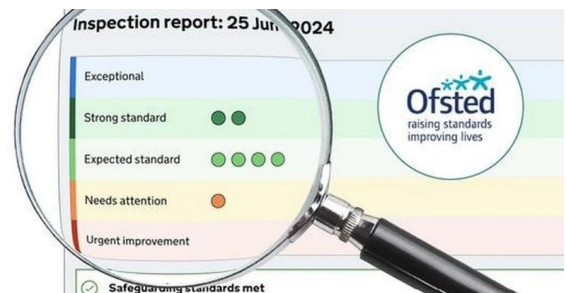 Inspection report: 25 Jun 2024
Exceptional
Strong standard
Expected standard
Needs attention
Urgent improvement
Safeguarding standards met
Ofsted
raising standards
improving lives